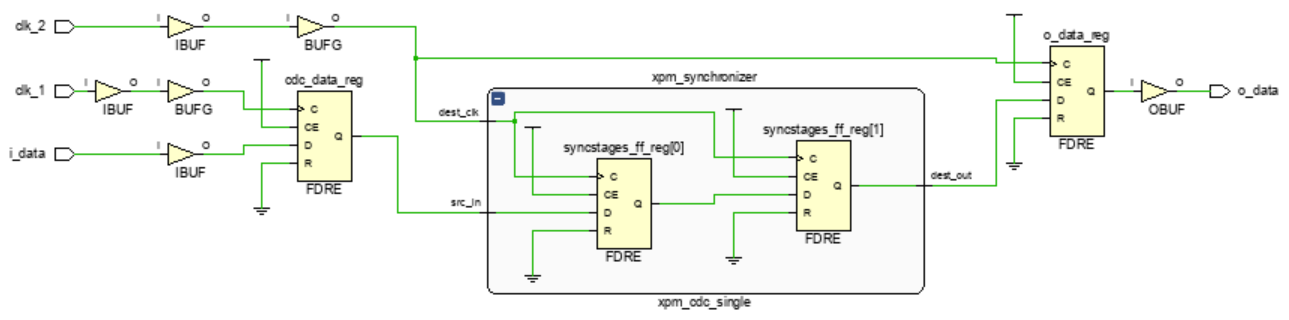 clk_2
I
O
IBUF
I
O
BUFG
clk_1
I
O
IBUF
I
O
BUFG
i_data
I
O
IBUF
cdc_data_reg
C
CE
D
R
Q
FDRE
xpm_synchronizer
dest_clk
src_in
syncstages_ff_reg[0]
C
CE
D
R
Q
FDRE
syncstages_ff_reg[1]
C
CE
D
R
Q
FDRE
dest_out
xpm_cdc_single
o_data_reg
C
CE
D
R
Q
FDRE
I
O
OBUF
o_data